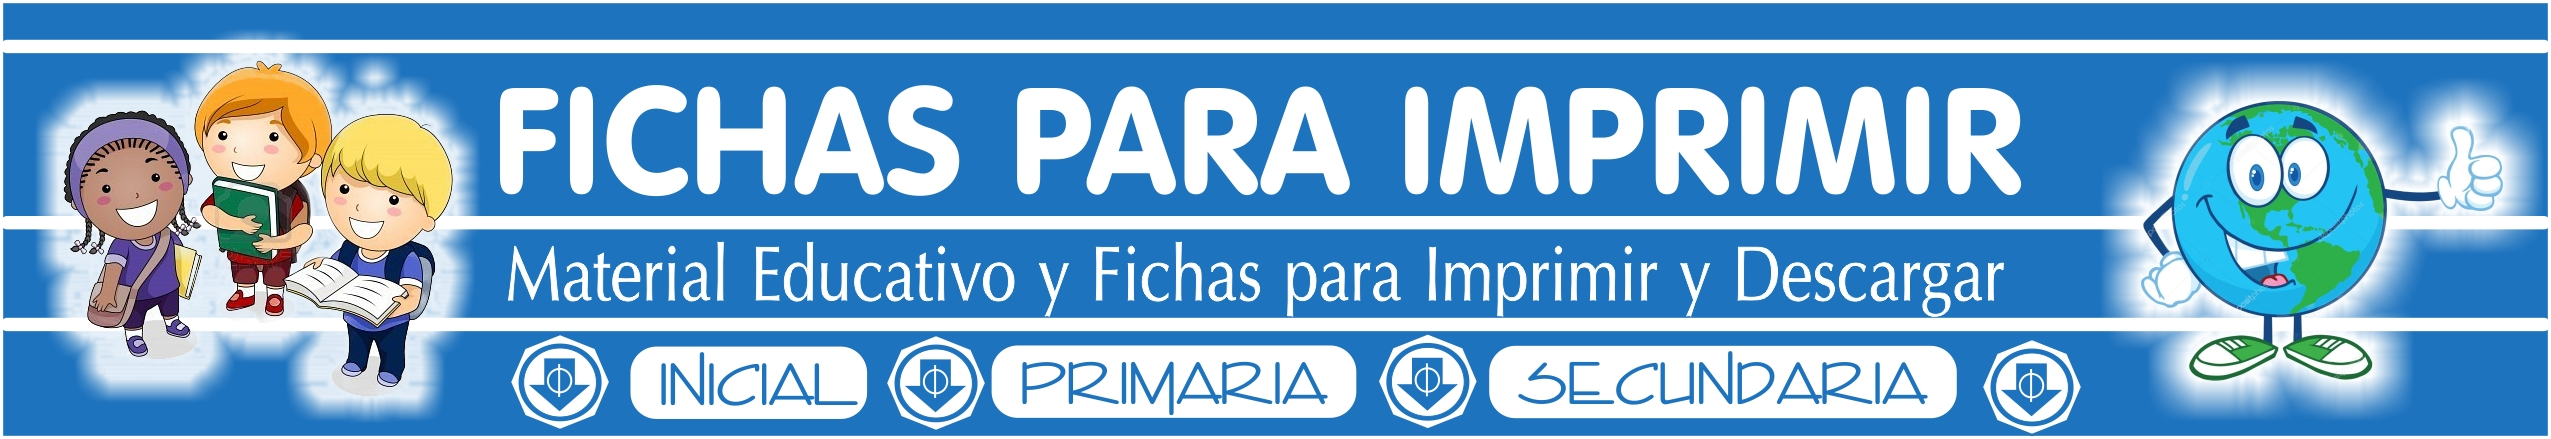 FICHAS PARA IMPRIMIR
Material Educativo y Fichas para Imprimir y Descargar
INICIAL PRIMARIA SECUNDARIA